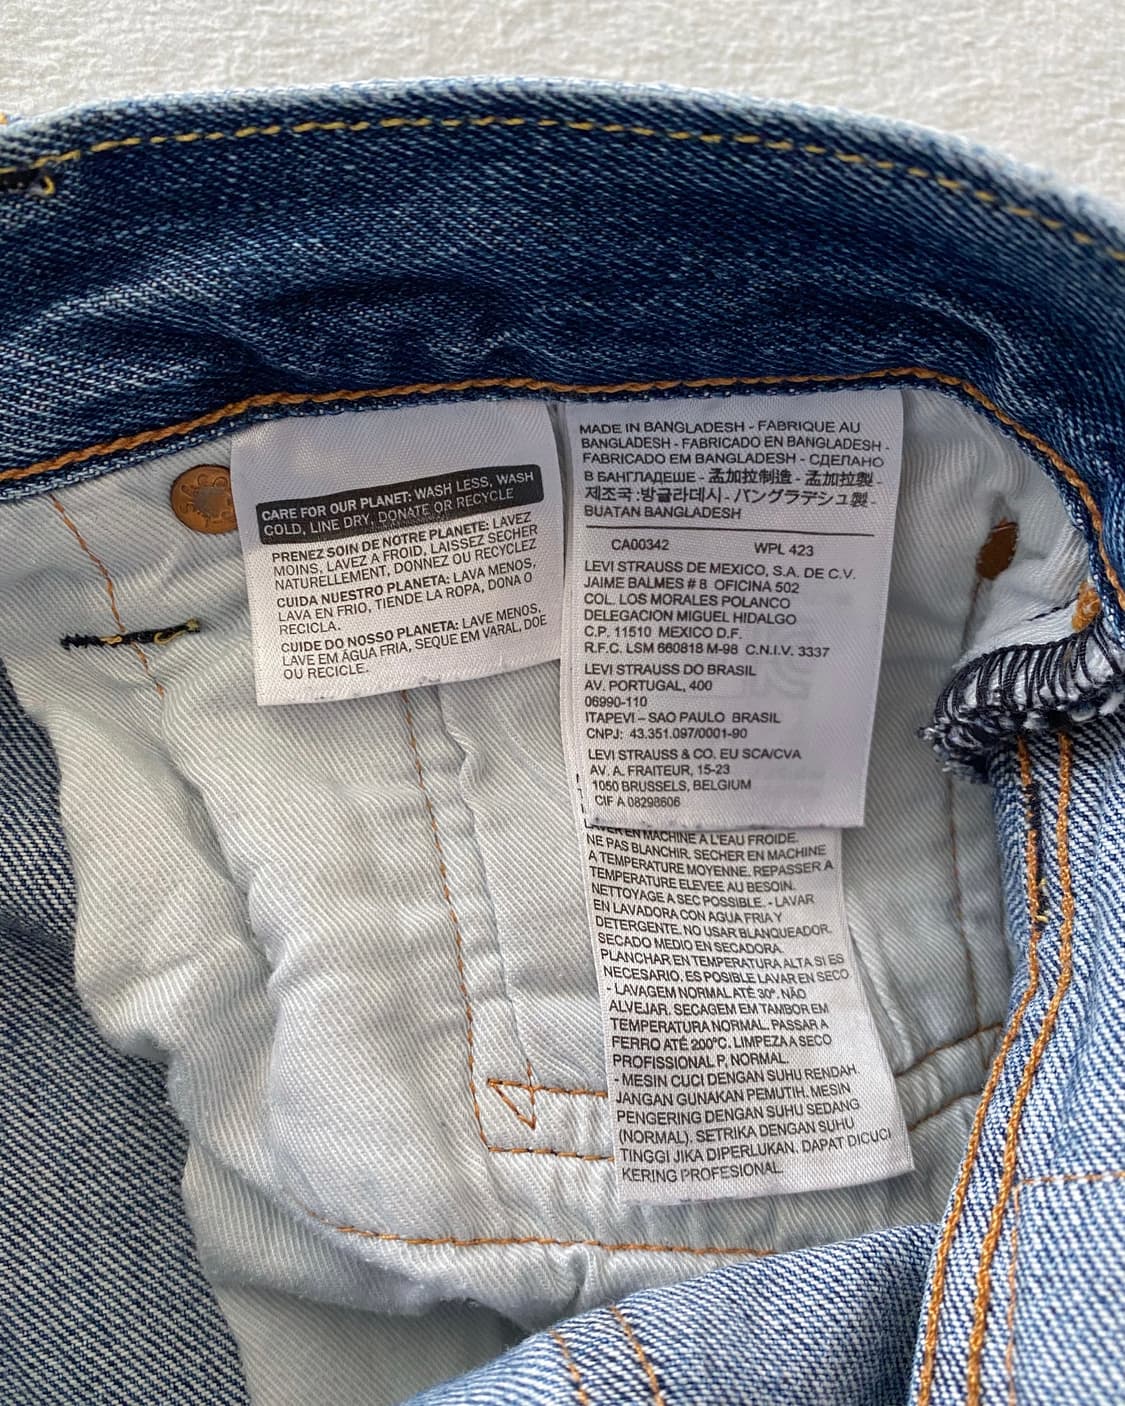 CARE FOR OUR PLANET: WASH LESS, WASH
COLD, LINE DRY, DONATE OR RECYCLE
PRENEZ SOIN DE NOTRE PLANETE: LAVEZ
MOINS, LAVEZ A FROID, LAISSEZ SECHER
NATURELLEMENT, DONNEZ OU RECYCLEZ
CUIDA NUESTRO PLANETA: LAVA MENOS,
LAVA EN FRIO, TIENDE LA ROPA, DONA O
RECICLA.
CUIDE DO NOSSO PLANETA: LAVE MENOS,
LAVE EM ÁGUA FRIA, SEQUE EM VARAL, DOE
OU RECICLE.
MADE IN BANGLADESH - FABRIQUE AU
BANGLADESH - FABRICADO EN BANGLADESH -
FABRICADO EM BANGLADESH - СДЕЛАНО
В БАНГЛАДЕШЕ - 孟加拉制造 - 孟加拉製 -
제조국 :방글라데시 - バングラデシュ製 -
BUATAN BANGLADESH
CA00342 WPL 423
LEVI STRAUSS DE MEXICO, S.A. DE C.V.
JAIME BALMES # 8 OFICINA 502
COL. LOS MORALES POLANCO
DELEGACION MIGUEL HIDALGO
C.P. 11510 MEXICO D.F.
R.F.C. LSM 660818 M-98 C.N.I.V. 3337
LEVI STRAUSS DO BRASIL
AV. PORTUGAL, 400
06990-110
ITAPEVI – SAO PAULO BRASIL
CNPJ: 43.351.097/0001-90
LEVI STRAUSS & CO. EU SCA/CVA
AV. A. FRAITEUR, 15-23
1050 BRUSSELS, BELGIUM
CIF A 08298606
LAVER EN MACHINE A L'EAU FROIDE.
NE PAS BLANCHIR. SECHER EN MACHINE
A TEMPERATURE MOYENNE. REPASSER A
TEMPERATURE ELEVEE AU BESOIN.
NETTOYAGE A SEC POSSIBLE. - LAVAR
EN LAVADORA CON AGUA FRIA Y
DETERGENTE. NO USAR BLANQUEADOR.
SECADO MEDIO EN SECADORA.
PLANCHAR EN TEMPERATURA ALTA SI ES
NECESARIO. ES POSIBLE LAVAR EN SECO
- LAVAGEM NORMAL ATÉ 30°. NÃO
ALVEJAR. SECAGEM EM TAMBOR EM
TEMPERATURA NORMAL. PASSAR A
FERRO ATÉ 200°C. LIMPEZA A SECO
PROFISSIONAL P, NORMAL.
- MESIN CUCI DENGAN SUHU RENDAH.
JANGAN GUNAKAN PEMUTIH. MESIN
PENGERING DENGAN SUHU SEDANG
(NORMAL). SETRIKA DENGAN SUHU
TINGGI JIKA DIPERLUKAN. DAPAT DICUCI
KERING PROFESIONAL.